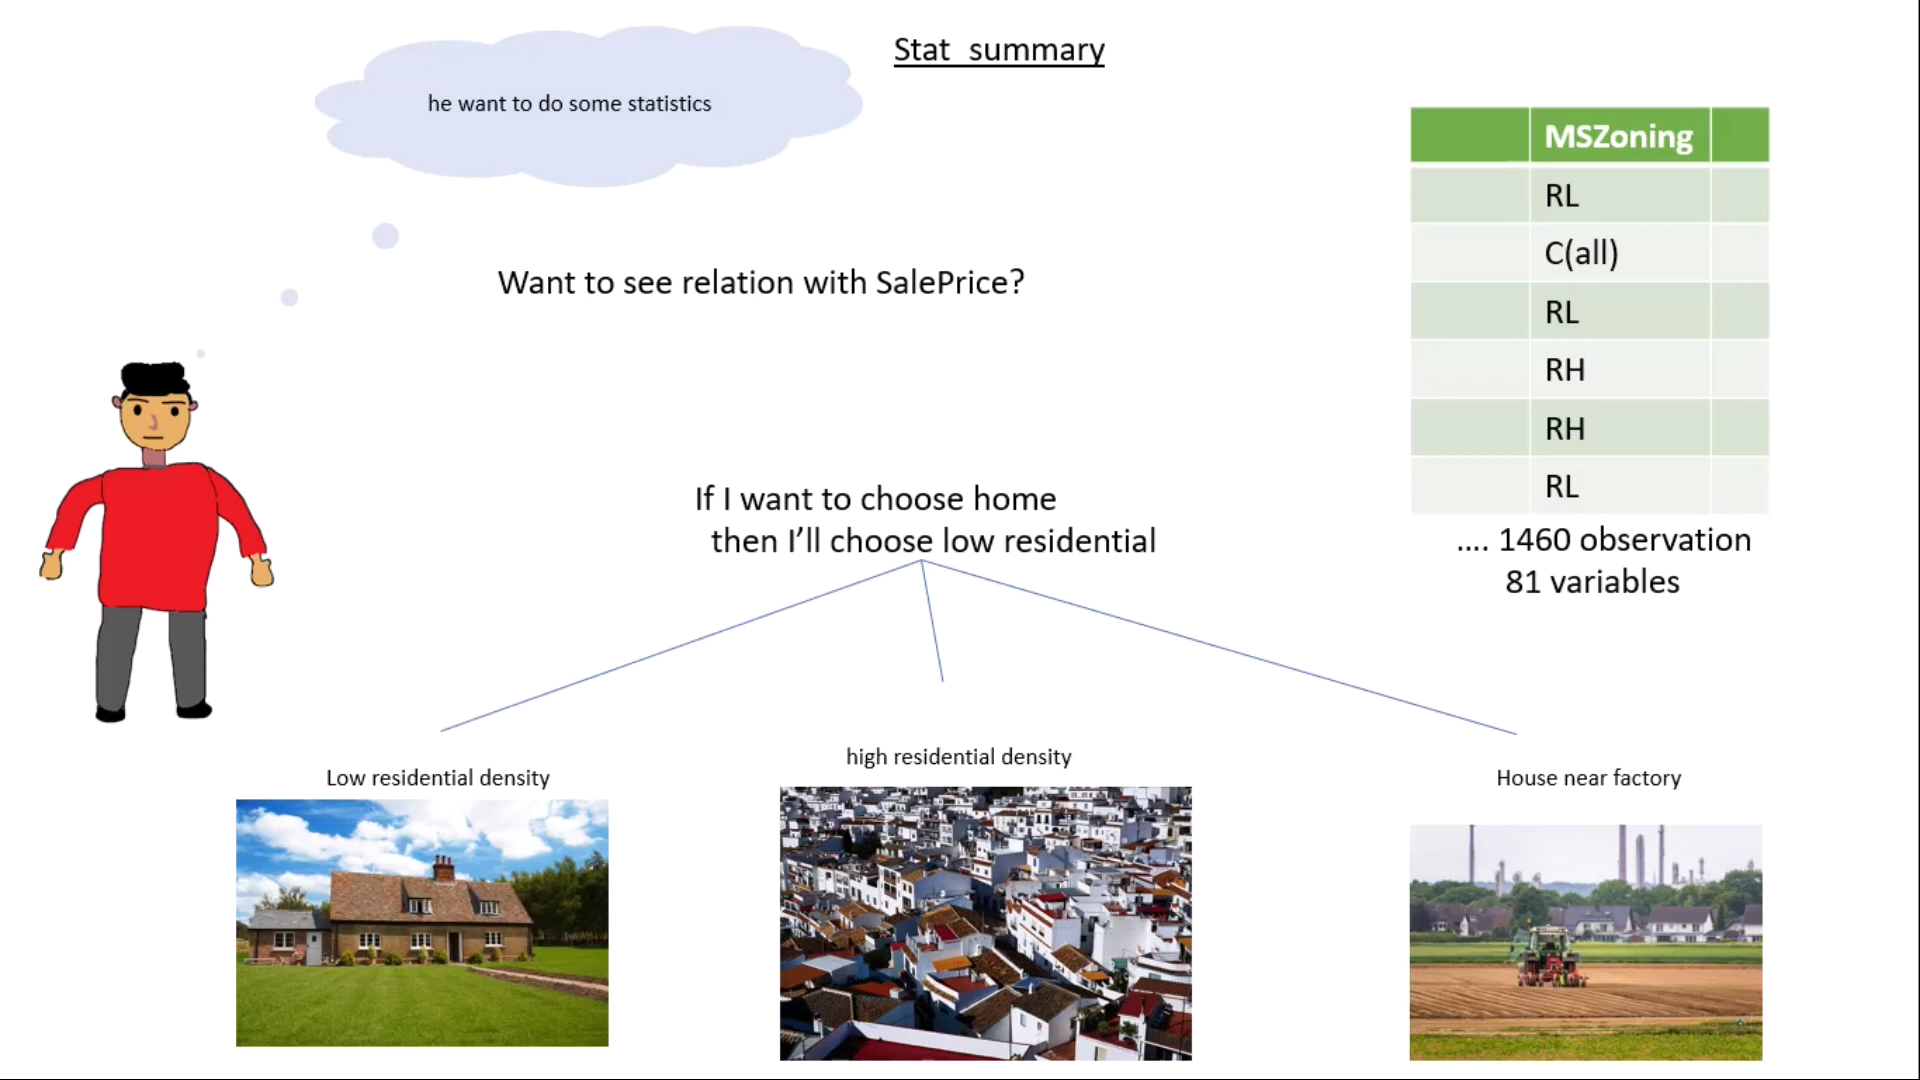 Stat  summary
he want to do some statistics
Want to see relation with SalePrice?
MSZoning
RL
C(all)
RL
RH
RH
RL
.... 1460 observation
81 variables
If I want to choose home
then I’ll choose low residential
Low residential density
high residential density
House near factory